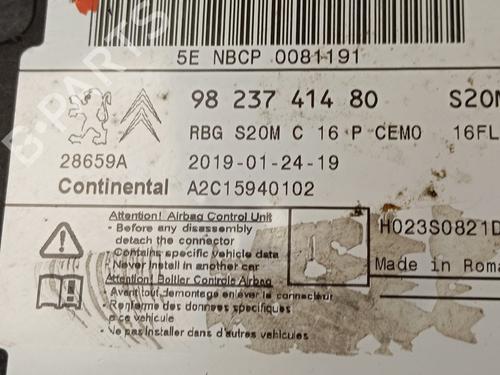 B-PARTS
5E NBCP 0081191
98 237 414 80 S20M
RBG S20M C 16 P CEMO 16FL
28659A 2019-01-24-19
Continental A2C15940102
Attention! Airbag Control Unit
- Before any disassembly
detach the connector
- Contains specific vehicle data
- Never install in another car
H023S0821D
Made in Roma
Attention! Boîtier Controle Airbag
- Avant tout demontage enlever le connecteur
- Renferme des donnees specifiques
a ce vehicule
- Ne pas installer dans d'autres vehicules